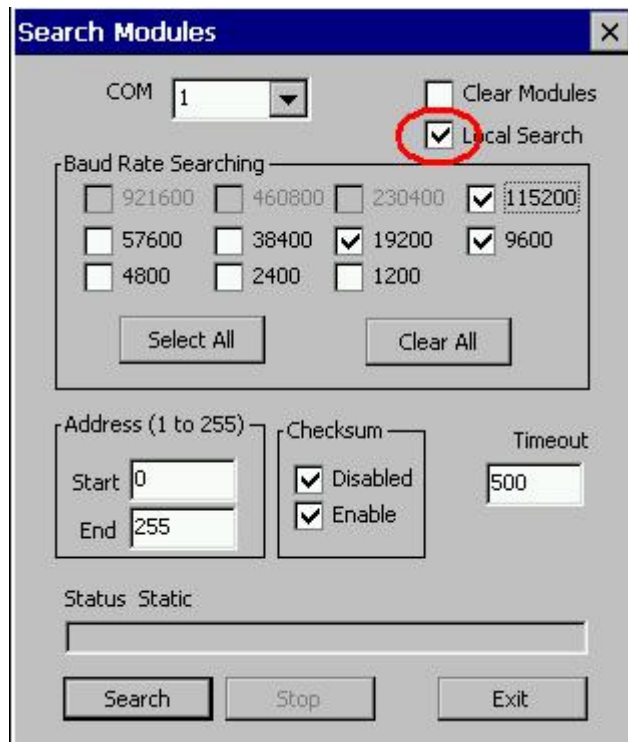 Search Modules
COM 1
Clear Modules
Local Search
Baud Rate Searching
921600 460800 230400 115200
57600 38400 19200 9600
4800 2400 1200
Select All Clear All
Address (1 to 255) Checksum Timeout
Start 0 Disabled 500
End 255 Enable
Status Static
Search Stop Exit